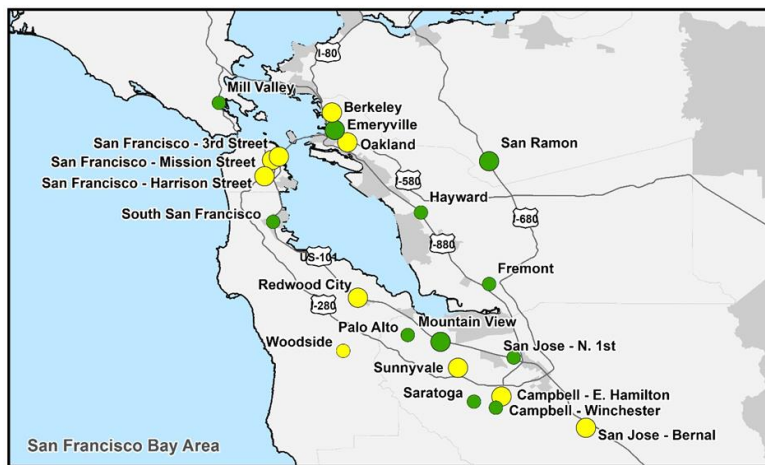 I-80
Mill Valley
Berkeley
Emeryville
Oakland
San Francisco - 3rd Street
San Francisco - Mission Street
San Francisco - Harrison Street
San Ramon
I-580
Hayward
South San Francisco
I-680
I-880
US-101
Fremont
Redwood City
I-280
Palo Alto
Mountain View
Woodside
San Jose - N. 1st
Sunnyvale
Saratoga
Campbell - E. Hamilton
Campbell - Winchester
San Jose - Bernal
San Francisco Bay Area